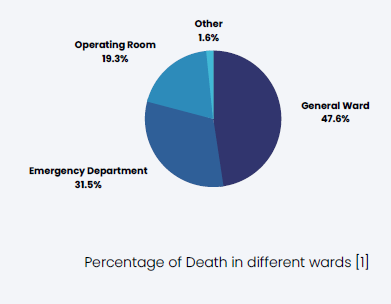 Other
1.6%
Operating Room
19.3%
General Ward
47.6%
Emergency Department
31.5%
Percentage of Death in different wards [1]